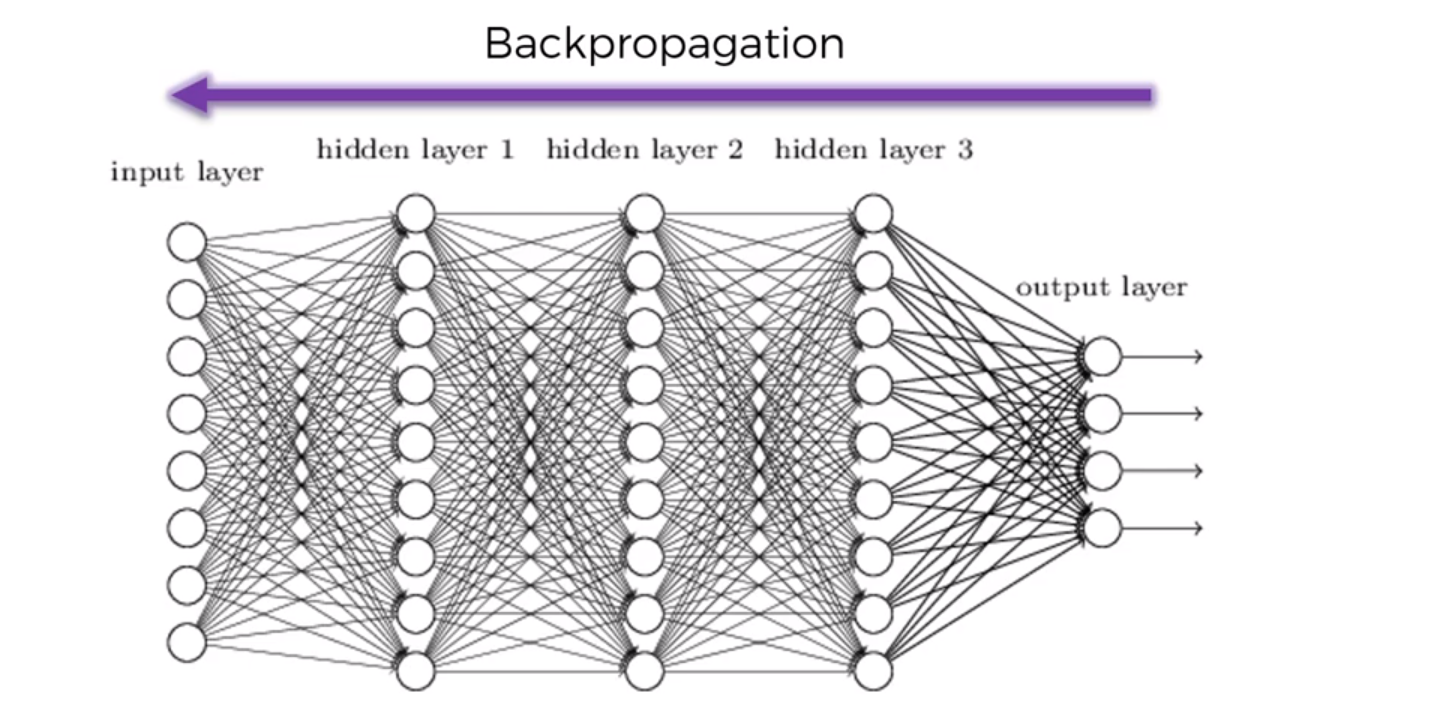 Backpropagation
input layer
hidden layer 1
hidden layer 2
hidden layer 3
output layer